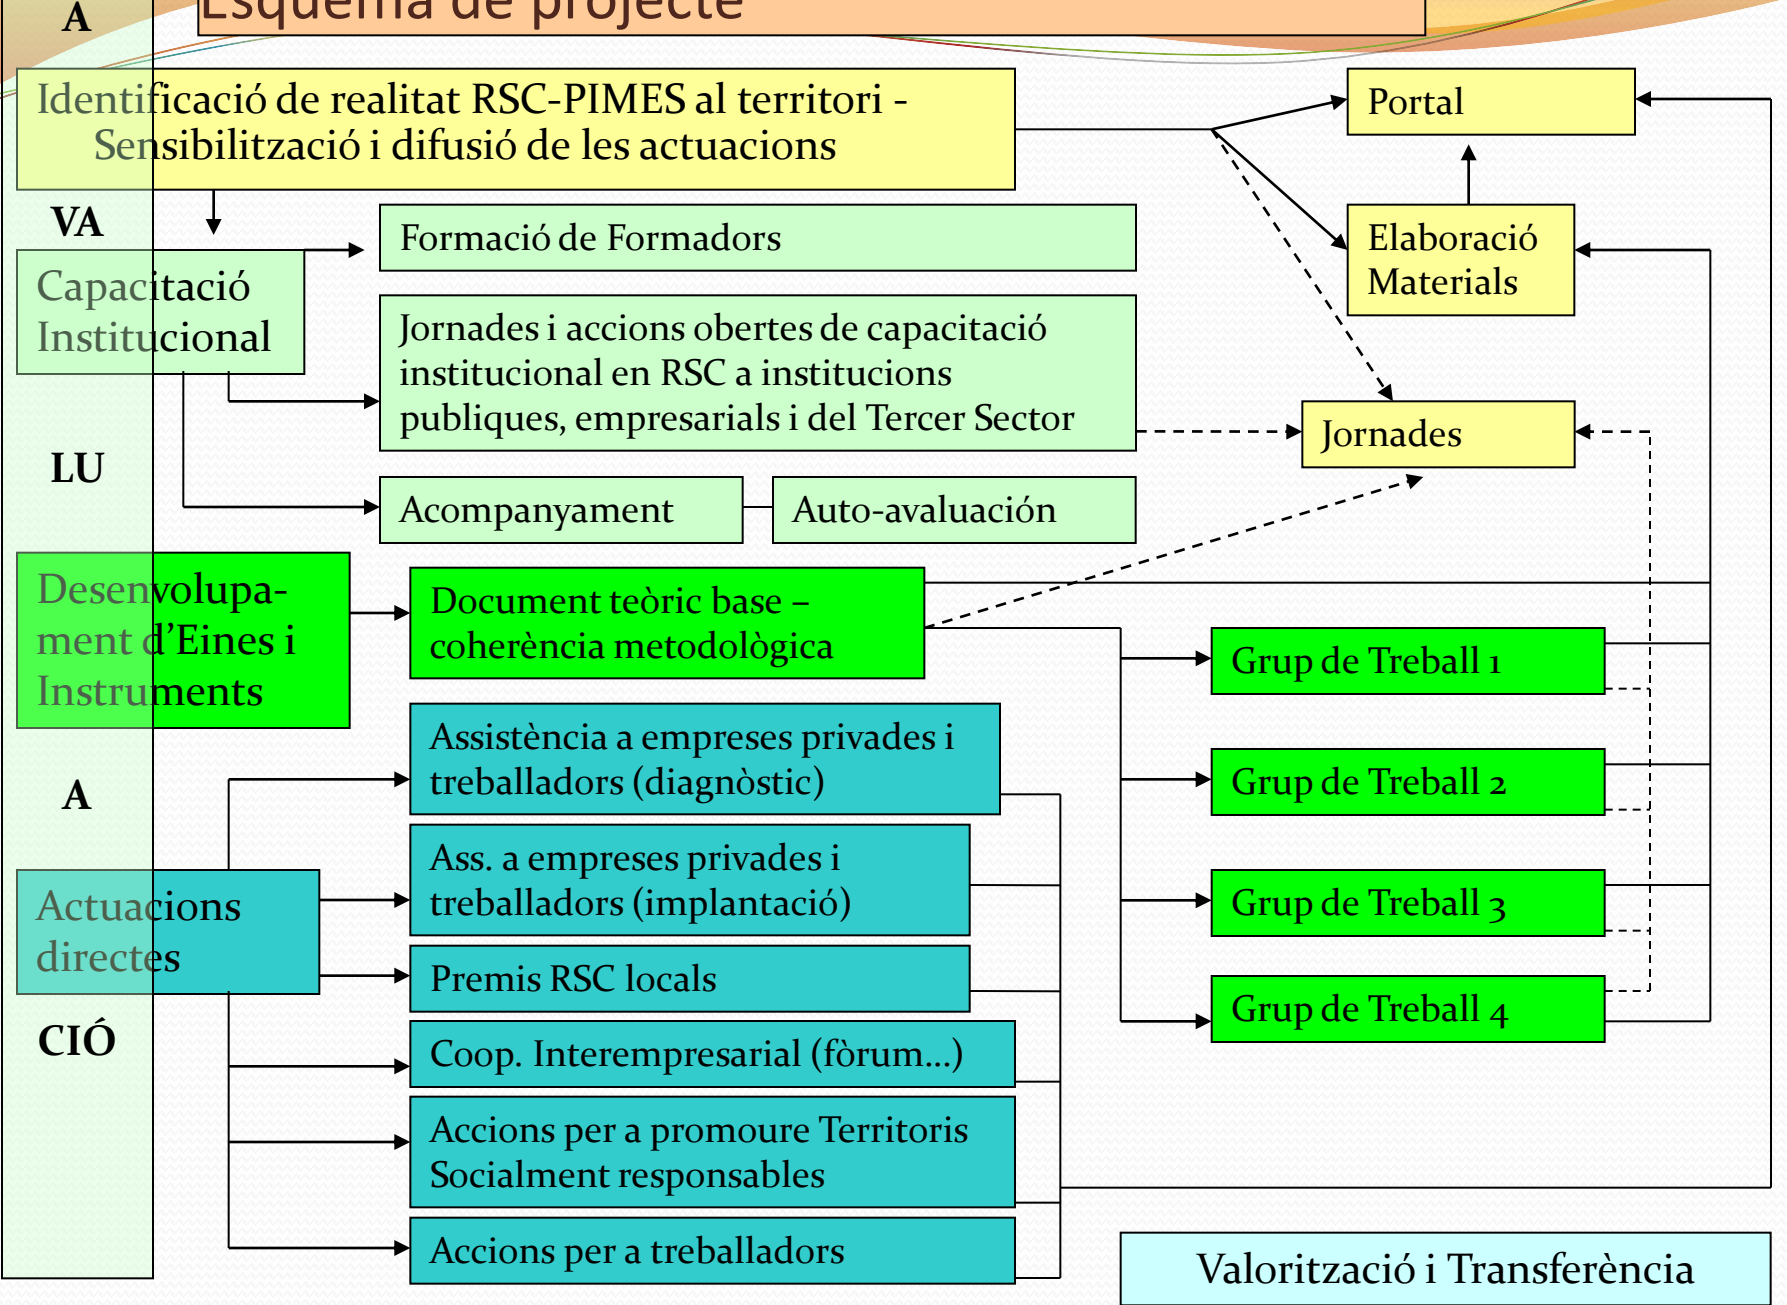 A
Esquema de projecte
Identificació de realitat RSC-PIMES al territori -
Sensibilització i difusió de les actuacions
Portal
VA
Formació de Formadors
Elaboració
Materials
Capacitació
Institucional
Jornades i accions obertes de capacitació
institucional en RSC a institucions
publiques, empresarials i del Tercer Sector
Jornades
LU
Acompanyament
Auto-avaluación
Desenvolupa-
ment d’Eines i
Instruments
Document teòric base –
coherència metodològica
Grup de Treball 1
Assistència a empreses privades i
treballadors (diagnòstic)
Grup de Treball 2
A
Ass. a empreses privades i
treballadors (implantació)
Grup de Treball 3
Actuacions
directes
Premis RSC locals
Grup de Treball 4
CIÓ
Coop. Interempresarial (fòrum...)
Accions per a promoure Territoris
Socialment responsables
Accions per a treballadors
Valorització i Transferència